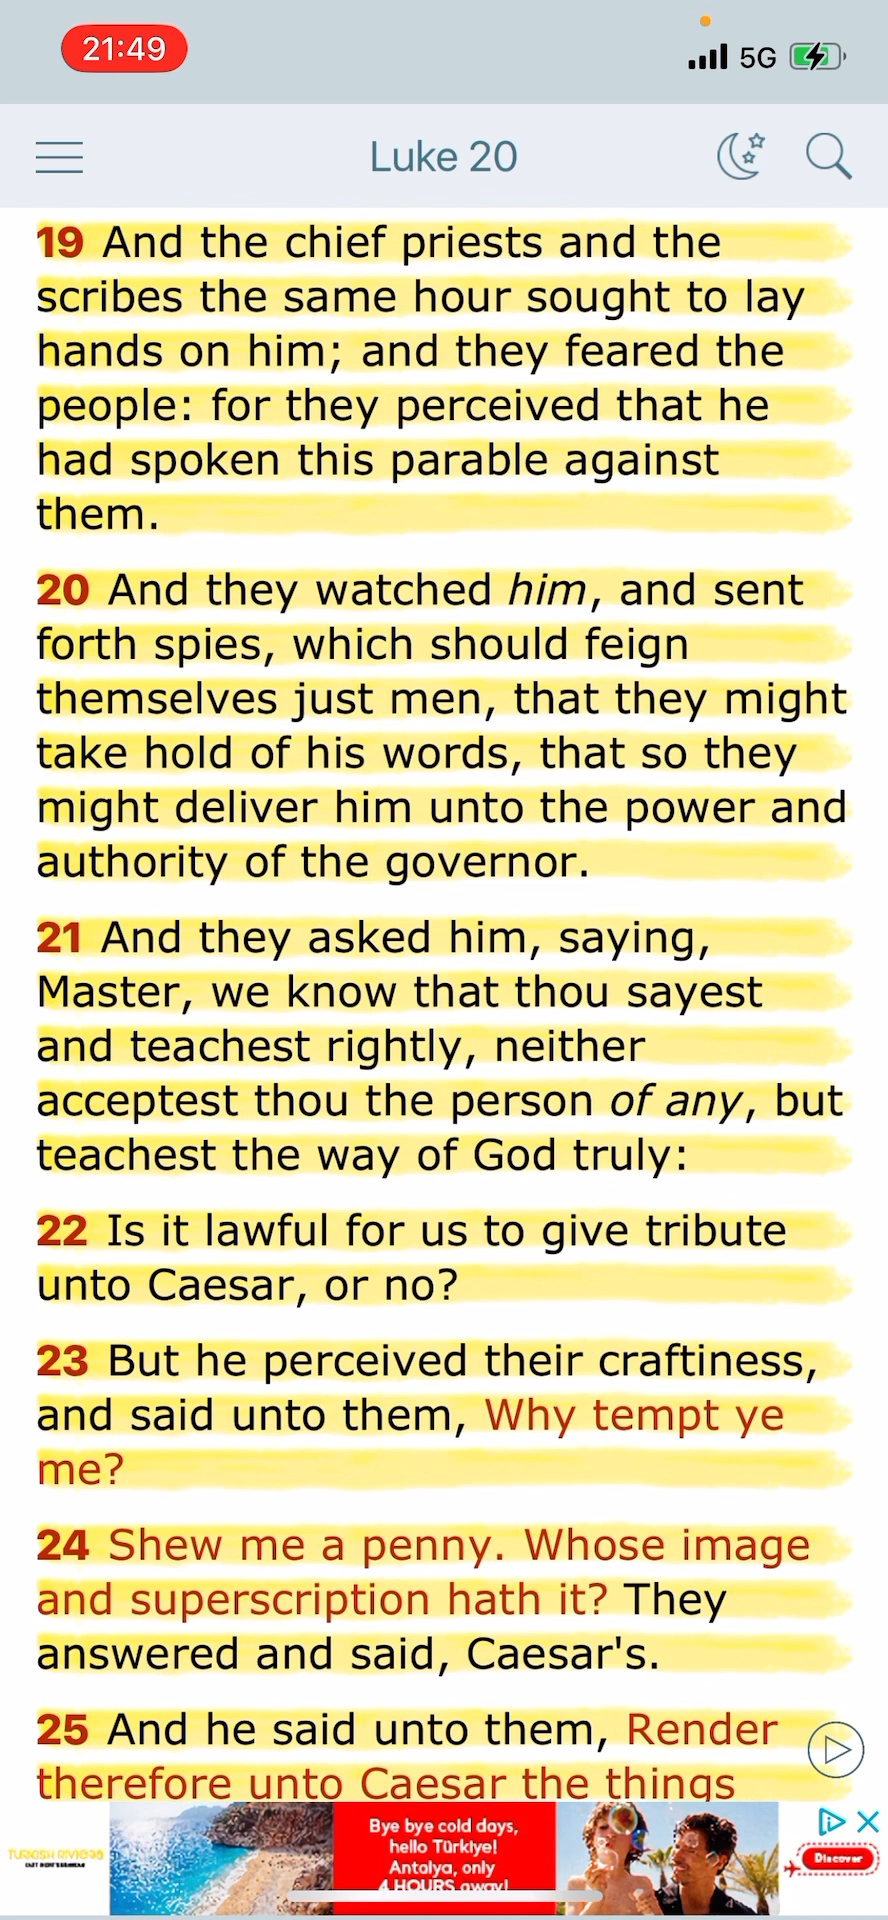 21:49
5G
Luke 20
19 And the chief priests and the
scribes the same hour sought to lay
hands on him; and they feared the
people: for they perceived that he
had spoken this parable against
them.
20 And they watched him, and sent
forth spies, which should feign
themselves just men, that they might
take hold of his words, that so they
might deliver him unto the power and
authority of the governor.
21 And they asked him, saying,
Master, we know that thou sayest
and teachest rightly, neither
acceptest thou the person of any, but
teachest the way of God truly:
22 Is it lawful for us to give tribute
unto Caesar, or no?
23 But he perceived their craftiness,
and said unto them, Why tempt ye
me?
24 Shew me a penny. Whose image
and superscription hath it? They
answered and said, Caesar's.
25 And he said unto them, Render
therefore unto Caesar the things
Bye bye cold days,
hello Türkiye!
Antalya, only
4 HOURS away!
Discover